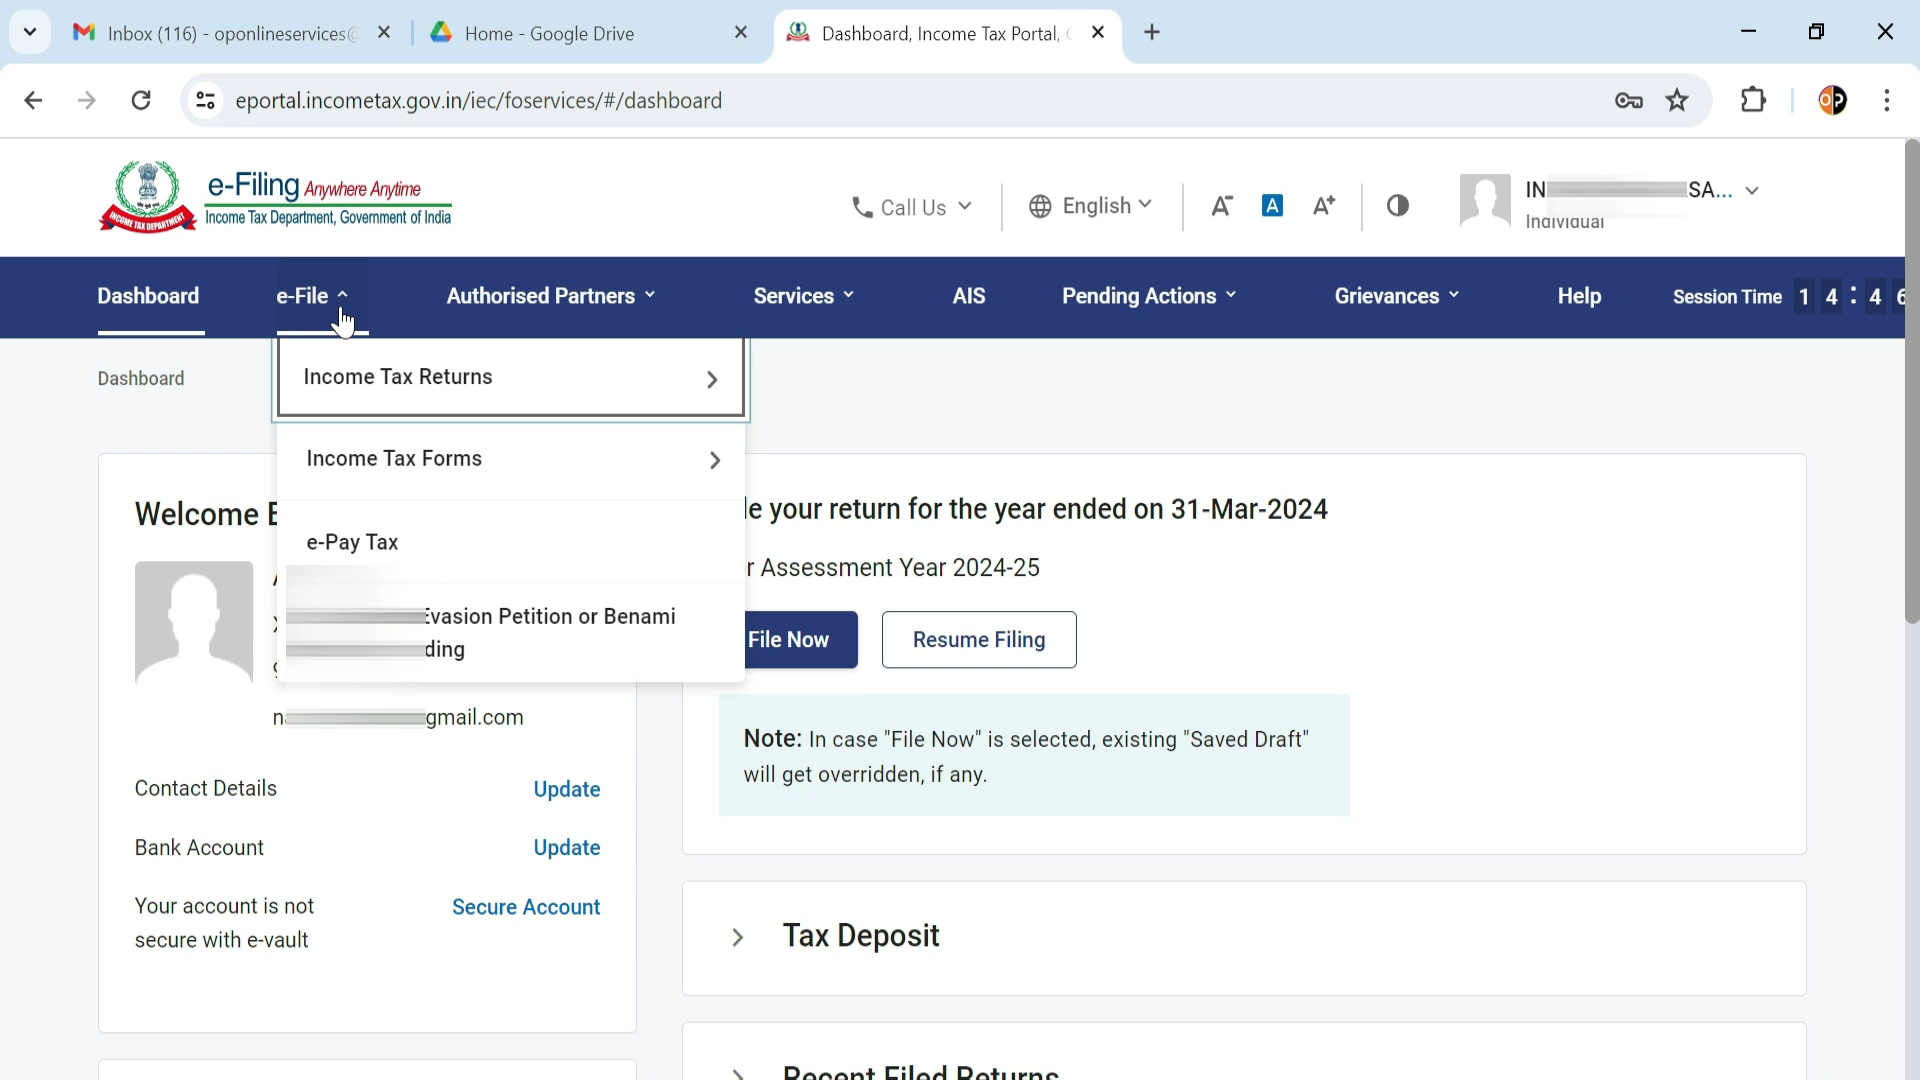 Inbox (116) - oponlineservices@
Home - Google Drive
Dashboard, Income Tax Portal,
eportal.incometax.gov.in/iec/foservices/#/dashboard
OP
e-Filing Anywhere Anytime
Income Tax Department, Government of India
INCOME TAX DEPARTMENT
Call Us
English
A- A A+
IN SA...
Individual
Dashboard
e-File
Authorised Partners
Services
AIS
Pending Actions
Grievances
Help
Session Time 1 4 : 4 6
Dashboard
Income Tax Returns
Income Tax Forms
e-Pay Tax
Evasion Petition or Benami
ding
Welcome
gmail.com
Contact Details Update
Bank Account Update
Your account is not
secure with e-vault
Secure Account
le your return for the year ended on 31-Mar-2024
r Assessment Year 2024-25
File Now
Resume Filing
Note: In case "File Now" is selected, existing "Saved Draft"
will get overridden, if any.
Tax Deposit
Recent Filed Returns